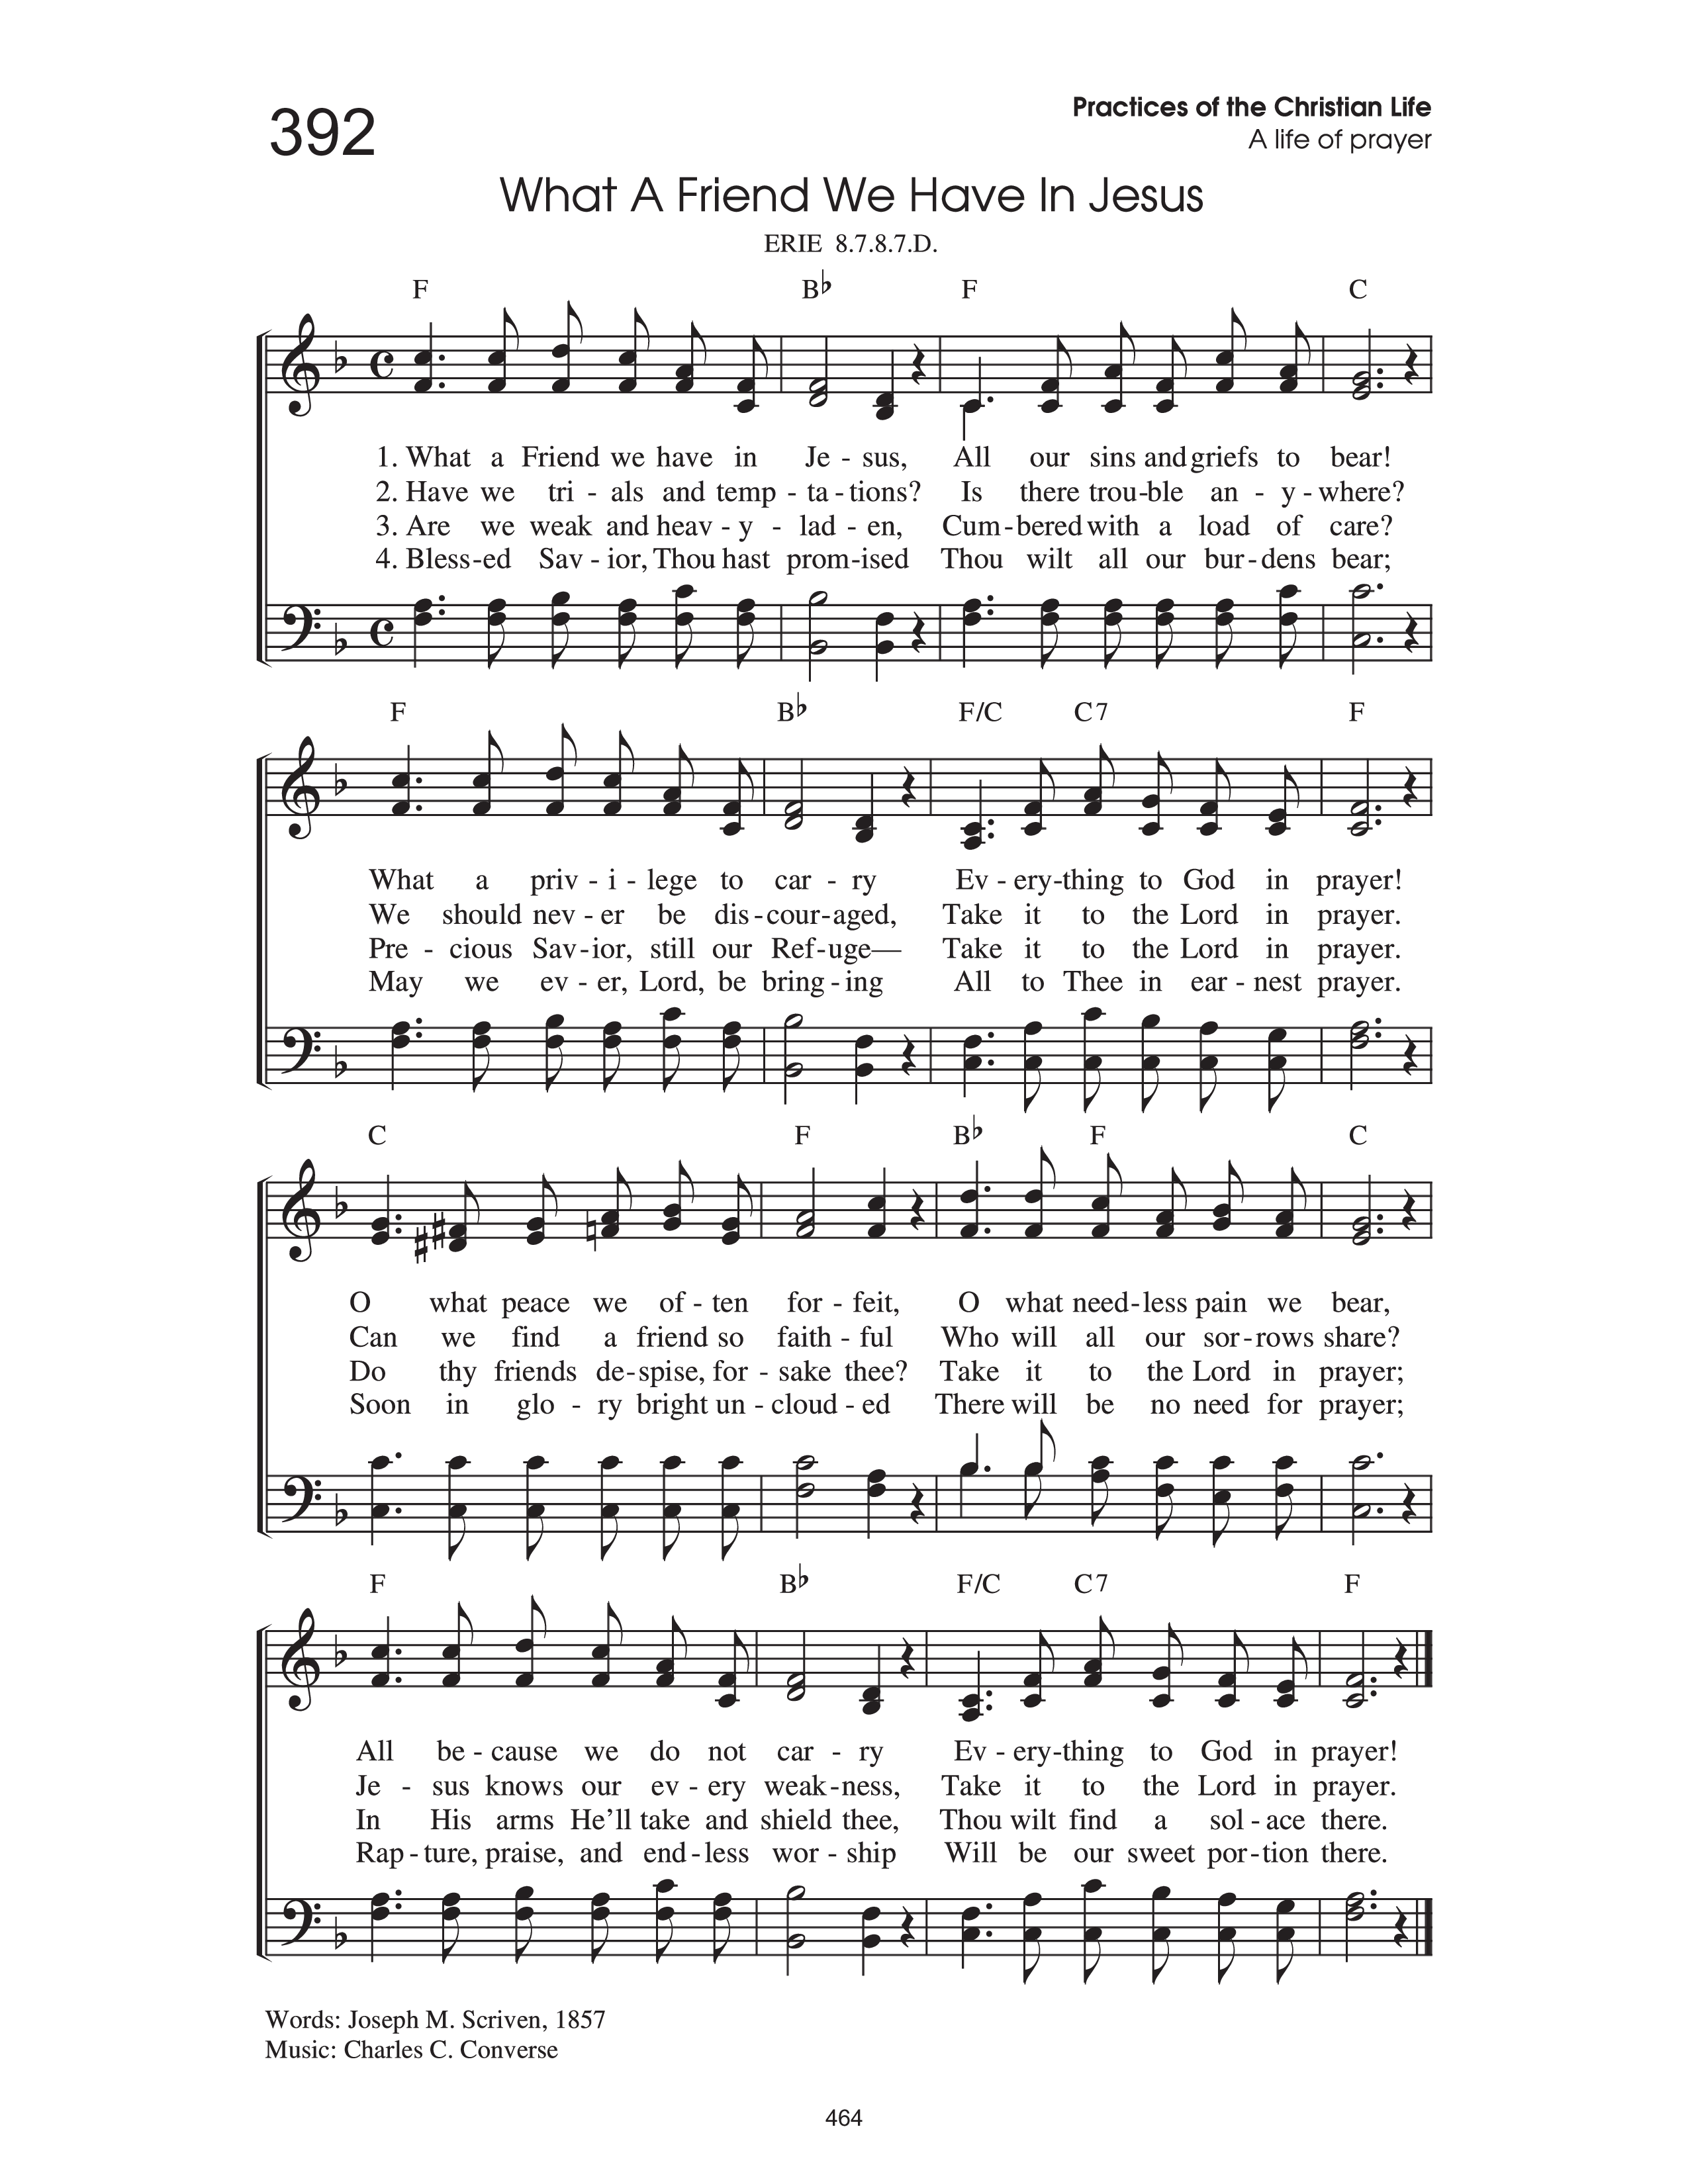 392
Practices of the Christian Life
A life of prayer
What A Friend We Have In Jesus
ERIE 8.7.8.7.D.
F B♭ F C
1. What a Friend we have in Je - sus, All our sins and griefs to bear!
2. Have we tri - als and temp - ta - tions? Is there trou - ble an - y - where?
3. Are we weak and heav - y - lad - en, Cum - bered with a load of care?
4. Bless - ed Sav - ior, Thou hast prom - ised Thou wilt all our bur - dens bear;
F B♭ F/C C7 F
What a priv - i - lege to car - ry Ev - ery - thing to God in prayer!
We should nev - er be dis - cour - aged, Take it to the Lord in prayer.
Pre - cious Sav - ior, still our Ref - uge— Take it to the Lord in prayer.
May we ev - er, Lord, be bring - ing All to Thee in ear - nest prayer.
C F B♭ F C
O what peace we of - ten for - feit, O what need - less pain we bear,
Can we find a friend so faith - ful Who will all our sor - rows share?
Do thy friends de - spise, for - sake thee? Take it to the Lord in prayer;
Soon in glo - ry bright un - cloud - ed There will be no need for prayer;
F B♭ F/C C7 F
All be - cause we do not car - ry Ev - ery - thing to God in prayer!
Je - sus knows our ev - ery weak - ness, Take it to the Lord in prayer.
In His arms He'll take and shield thee, Thou wilt find a sol - ace there.
Rap - ture, praise, and end - less wor - ship Will be our sweet por - tion there.
Words: Joseph M. Scriven, 1857
Music: Charles C. Converse
464